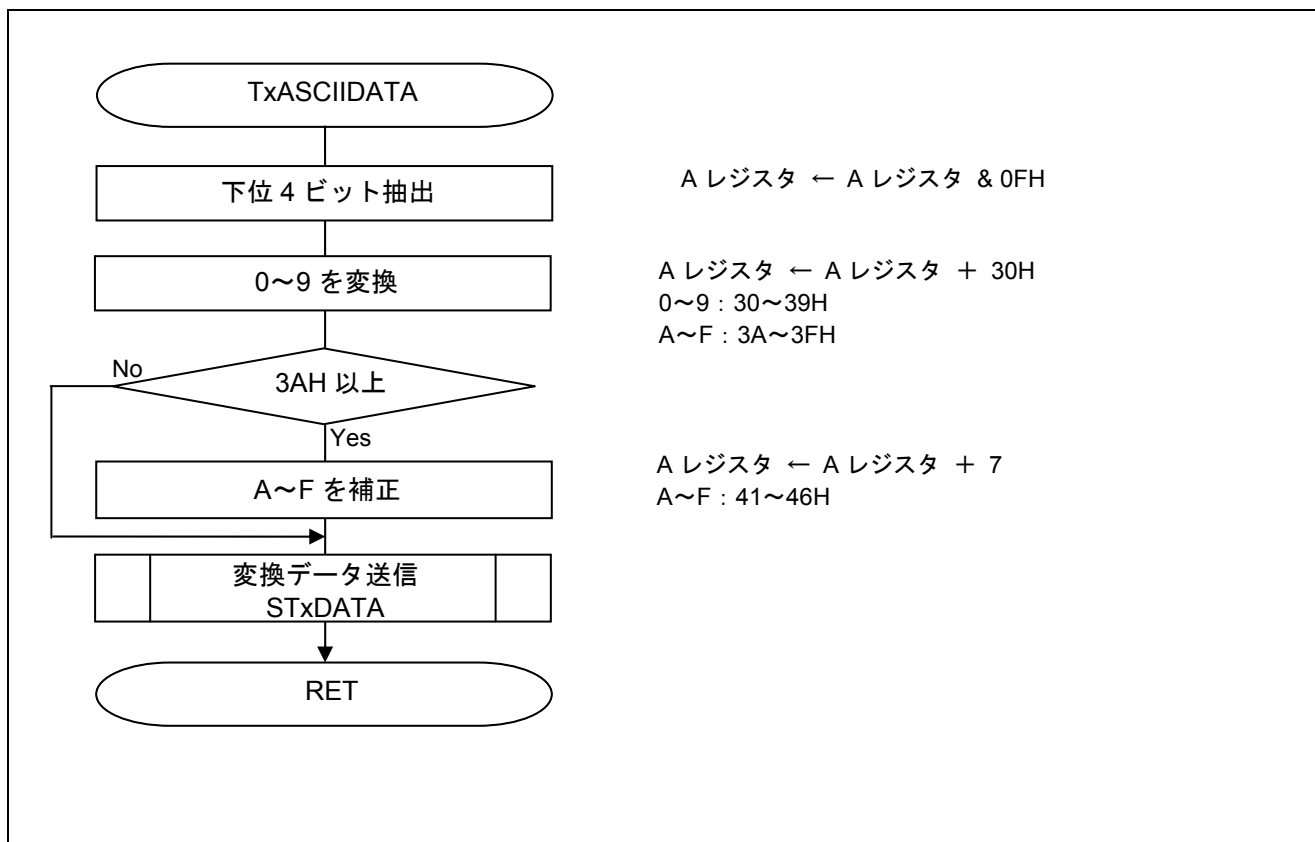 TxASCIIDATA
下位 4 ビット抽出
A レジスタ ← A レジスタ & 0FH
0～9 を変換
A レジスタ ← A レジスタ ＋ 30H
0～9：30～39H
A～F：3A～3FH
No
3AH 以上
Yes
A～F を補正
A レジスタ ← A レジスタ ＋ 7
A～F：41～46H
変換データ送信
STxDATA
RET